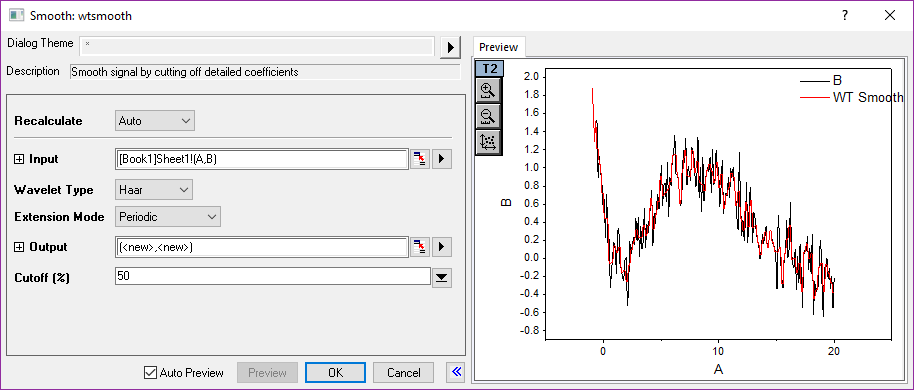 Smooth: wtsmooth
?
Dialog Theme *
Description Smooth signal by cutting off detailed coefficients
Recalculate Auto
Input [Book1]Sheet1!(A,B)
Wavelet Type Haar
Extension Mode Periodic
Output (<new>,<new>)
Cutoff (%) 50
Auto Preview Preview OK Cancel
Preview
T2
B
WT Smooth
2.0
1.8
1.6
1.4
1.2
1.0
0.8
0.6
0.4
0.2
0.0
-0.2
-0.4
-0.6
-0.8
B
0 10 20
A